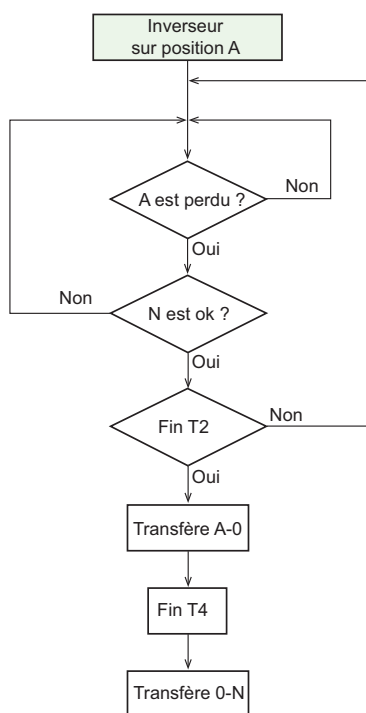 Inverseur
sur position A
A est perdu ?
Non
Oui
Non
N est ok ?
Oui
Fin T2
Non
Oui
Transfère A-0
Fin T4
Transfère 0-N